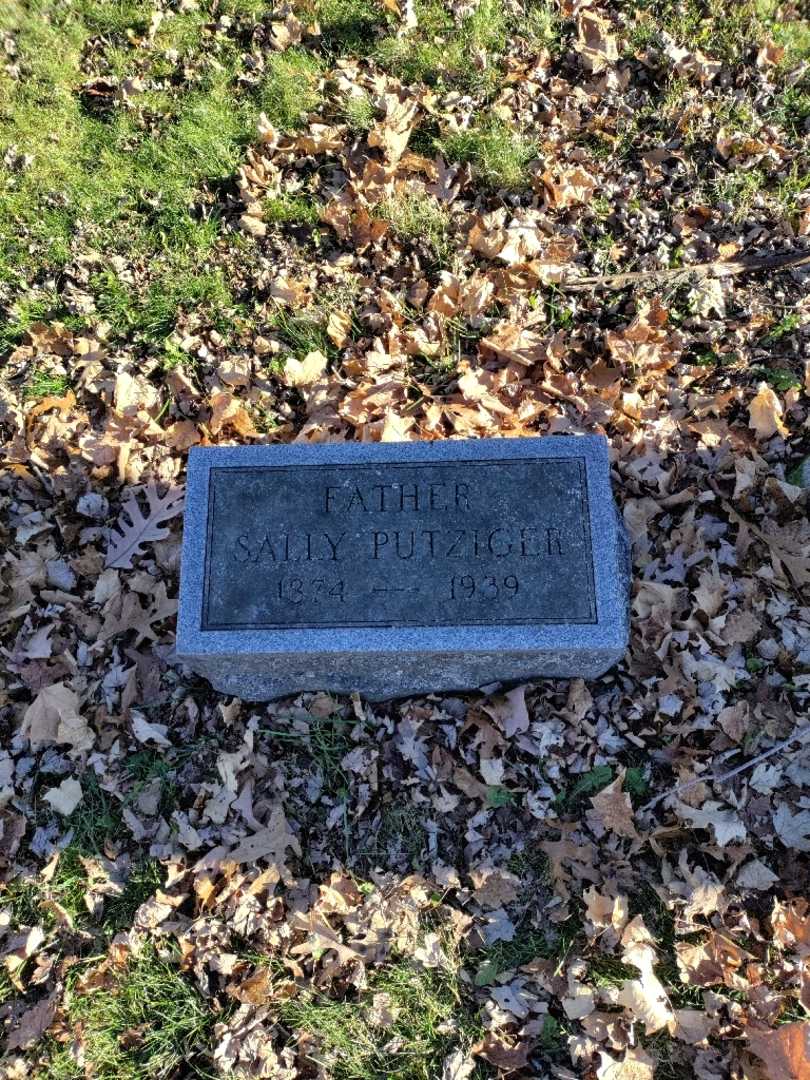 FATHER
SALLY PUTZIGER
1874 — 1939